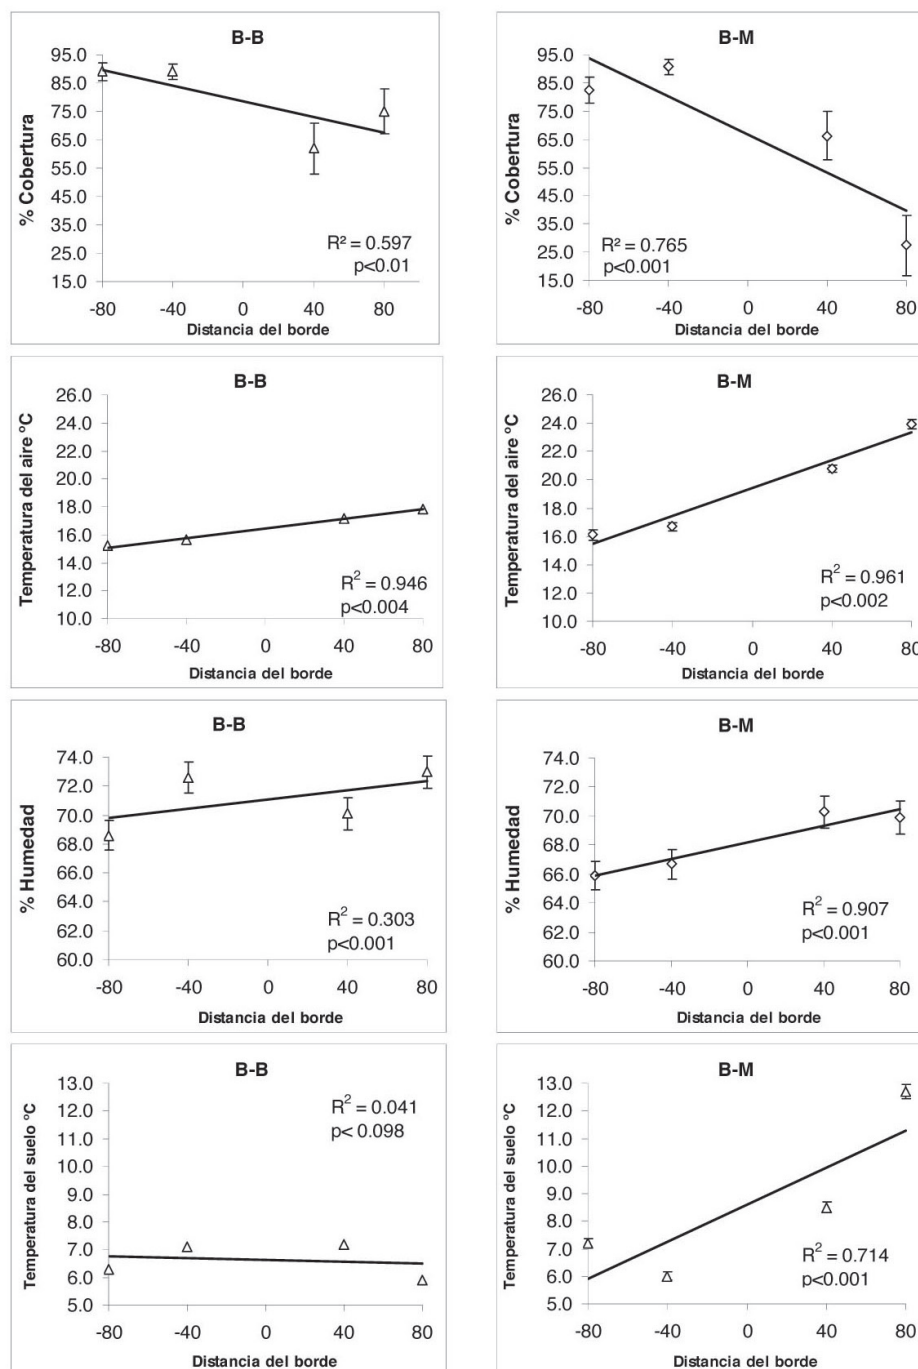 B-B
% Cobertura
95.0
85.0
75.0
65.0
55.0
45.0
35.0
25.0
15.0
R² = 0.597
p<0.01
-80 -40 0 40 80
Distancia del borde
B-M
% Cobertura
95.0
85.0
75.0
65.0
55.0
45.0
35.0
25.0
15.0
R² = 0.765
p<0.001
-80 -40 0 40 80
Distancia del borde
B-B
Temperatura del aire °C
26.0
24.0
22.0
20.0
18.0
16.0
14.0
12.0
10.0
R² = 0.946
p<0.004
-80 -40 0 40 80
Distancia del borde
B-M
Temperatura del aire °C
26.0
24.0
22.0
20.0
18.0
16.0
14.0
12.0
10.0
R² = 0.961
p<0.002
-80 -40 0 40 80
Distancia del borde
B-B
% Humedad
74.0
72.0
70.0
68.0
66.0
64.0
62.0
60.0
R² = 0.303
p<0.001
-80 -40 0 40 80
Distancia del borde
B-M
% Humedad
74.0
72.0
70.0
68.0
66.0
64.0
62.0
60.0
R² = 0.907
p<0.001
-80 -40 0 40 80
Distancia del borde
B-B
Temperatura del suelo °C
13.0
12.0
11.0
10.0
9.0
8.0
7.0
6.0
5.0
R² = 0.041
p< 0.098
-80 -40 0 40 80
Distancia del borde
B-M
Temperatura del suelo °C
13.0
12.0
11.0
10.0
9.0
8.0
7.0
6.0
5.0
R² = 0.714
p<0.001
-80 -40 0 40 80
Distancia del borde